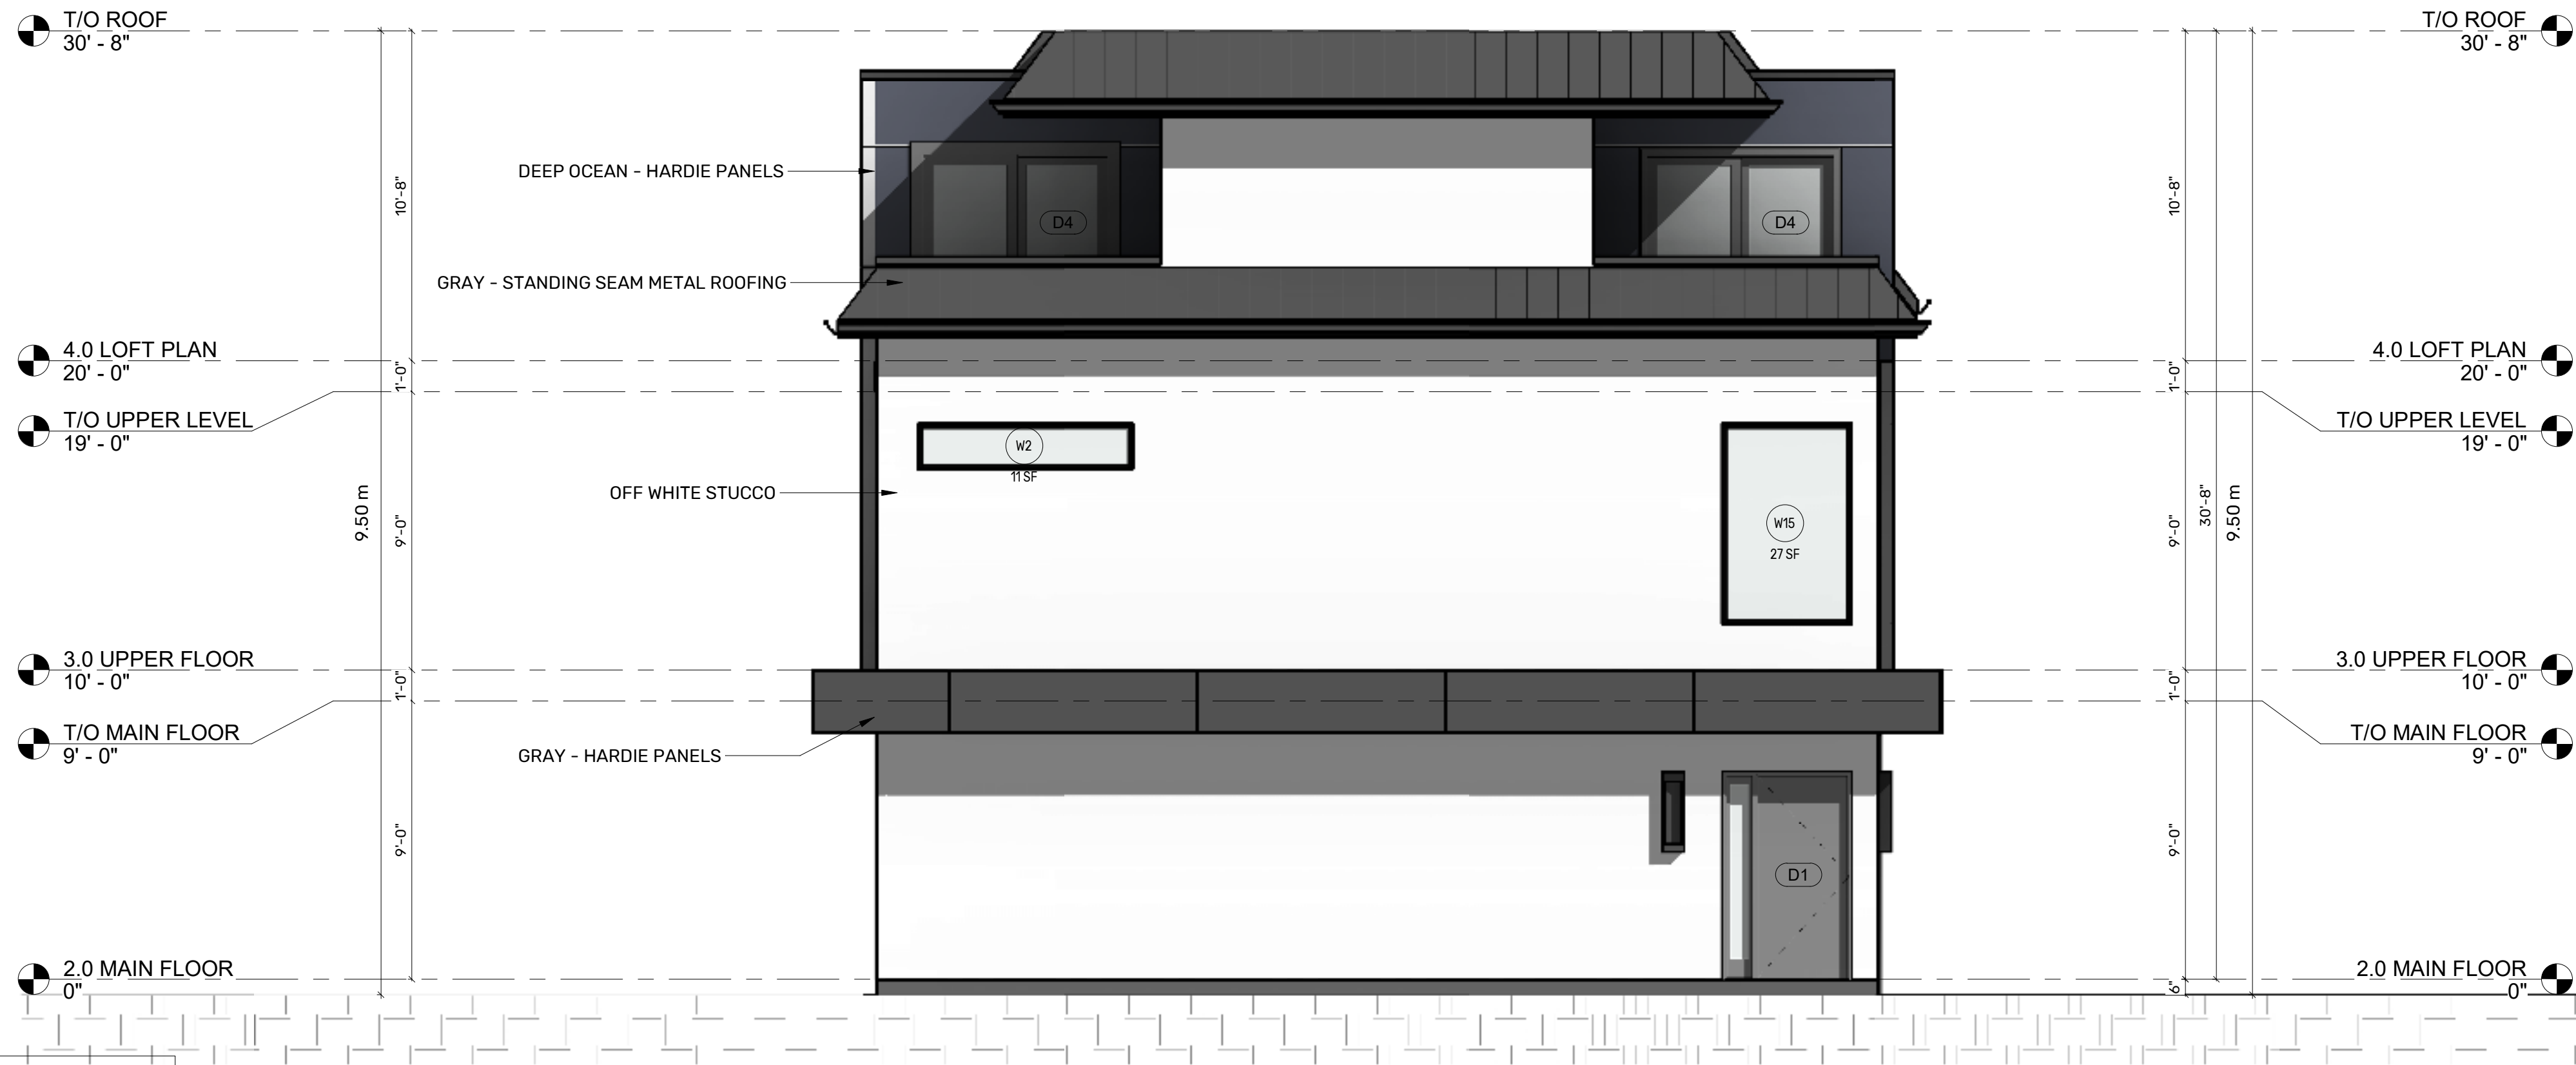 T/O ROOF
30' - 8"
T/O ROOF
30' - 8"
DEEP OCEAN - HARDIE PANELS
10'-8"
10'-8"
D4
D4
GRAY - STANDING SEAM METAL ROOFING
4.0 LOFT PLAN
20' - 0"
4.0 LOFT PLAN
20' - 0"
1'-0"
1'-0"
T/O UPPER LEVEL
19' - 0"
T/O UPPER LEVEL
19' - 0"
W2
11 SF
OFF WHITE STUCCO
9.50 m
9'-0"
W15
27 SF
9'-0"
30'-8"
9.50 m
3.0 UPPER FLOOR
10' - 0"
3.0 UPPER FLOOR
10' - 0"
1'-0"
1'-0"
T/O MAIN FLOOR
9' - 0"
T/O MAIN FLOOR
9' - 0"
GRAY - HARDIE PANELS
9'-0"
9'-0"
D1
2.0 MAIN FLOOR
0"
2.0 MAIN FLOOR
0"
6"